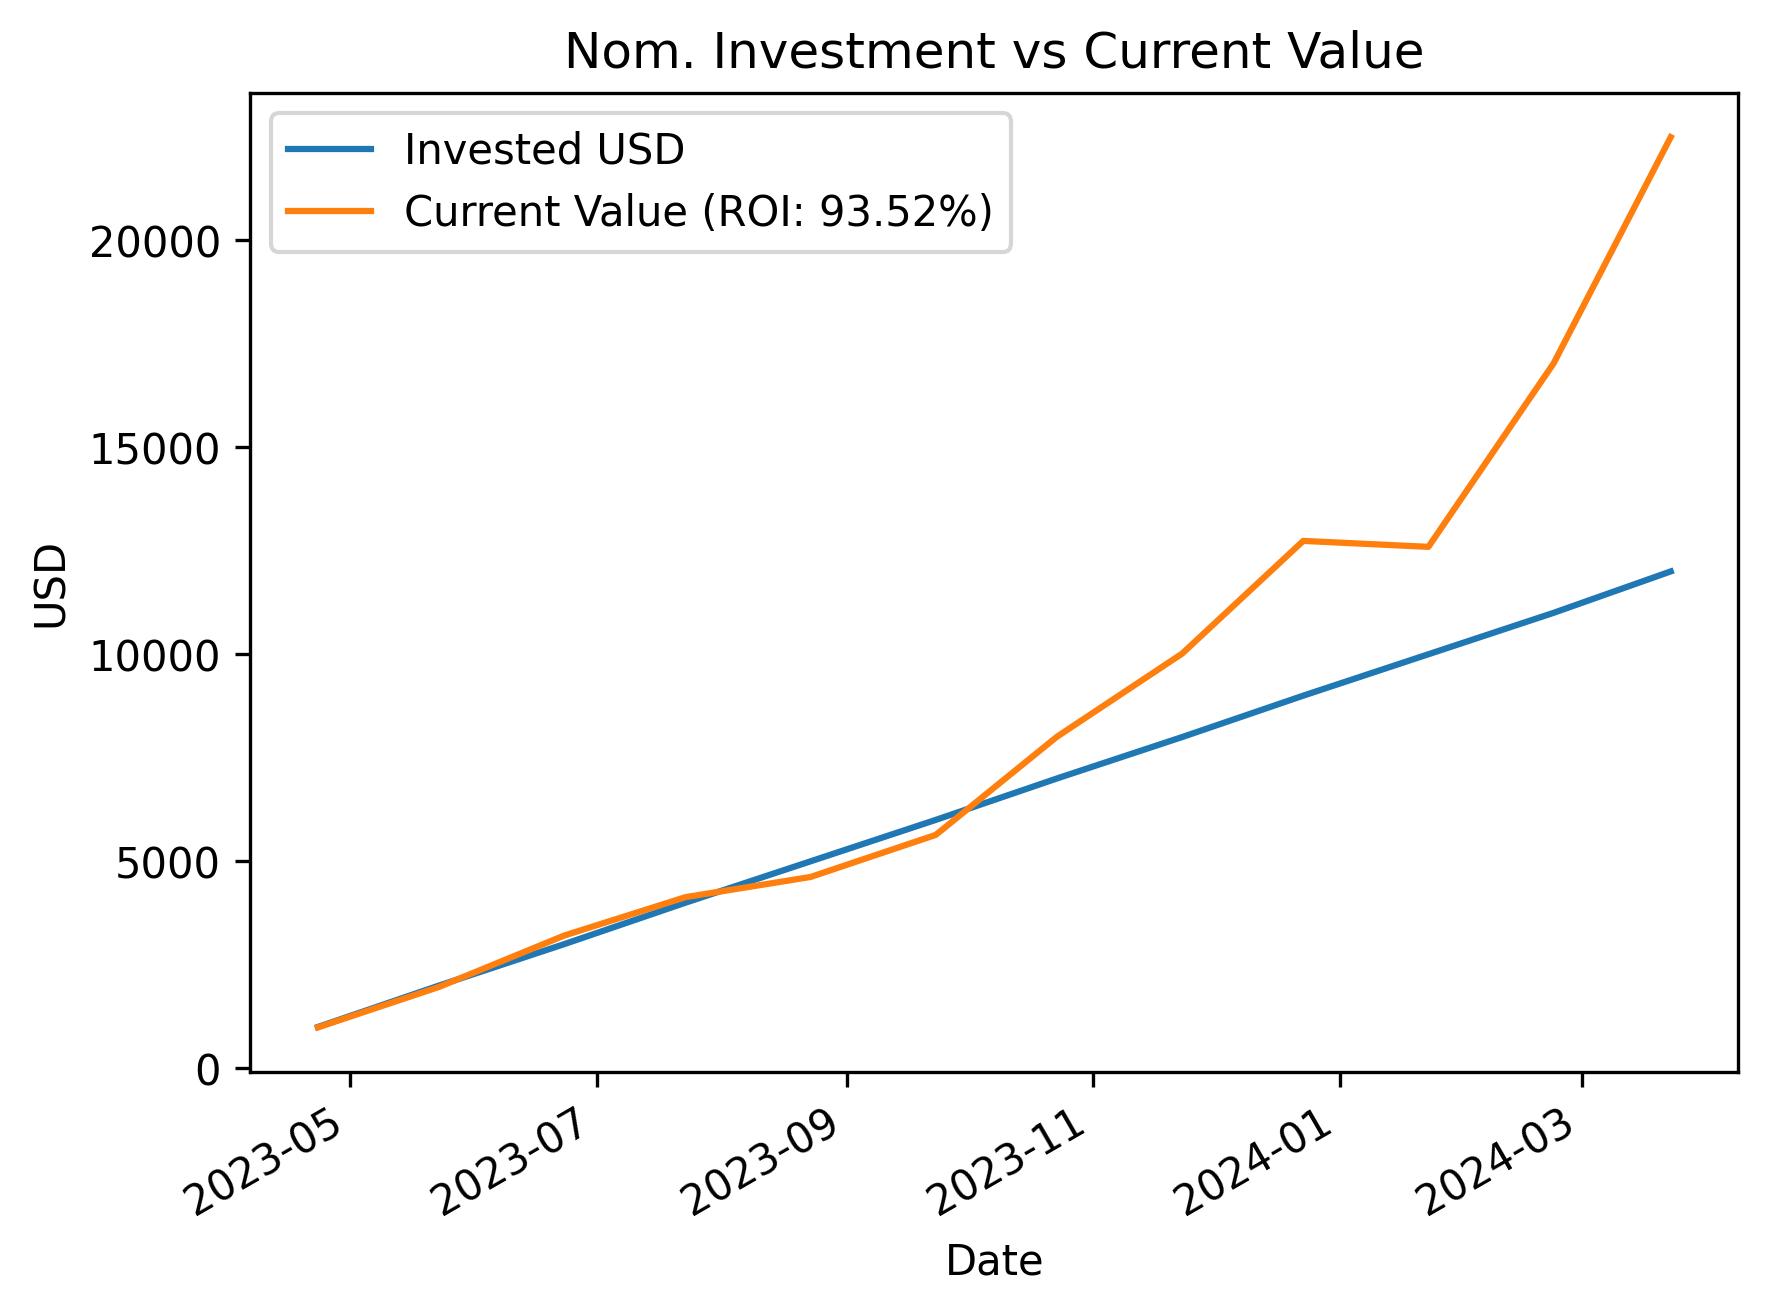 Nom. Investment vs Current Value
Invested USD
Current Value (ROI: 93.52%)
20000
15000
10000
5000
0
USD
2023-05
2023-07
2023-09
2023-11
2024-01
2024-03
Date